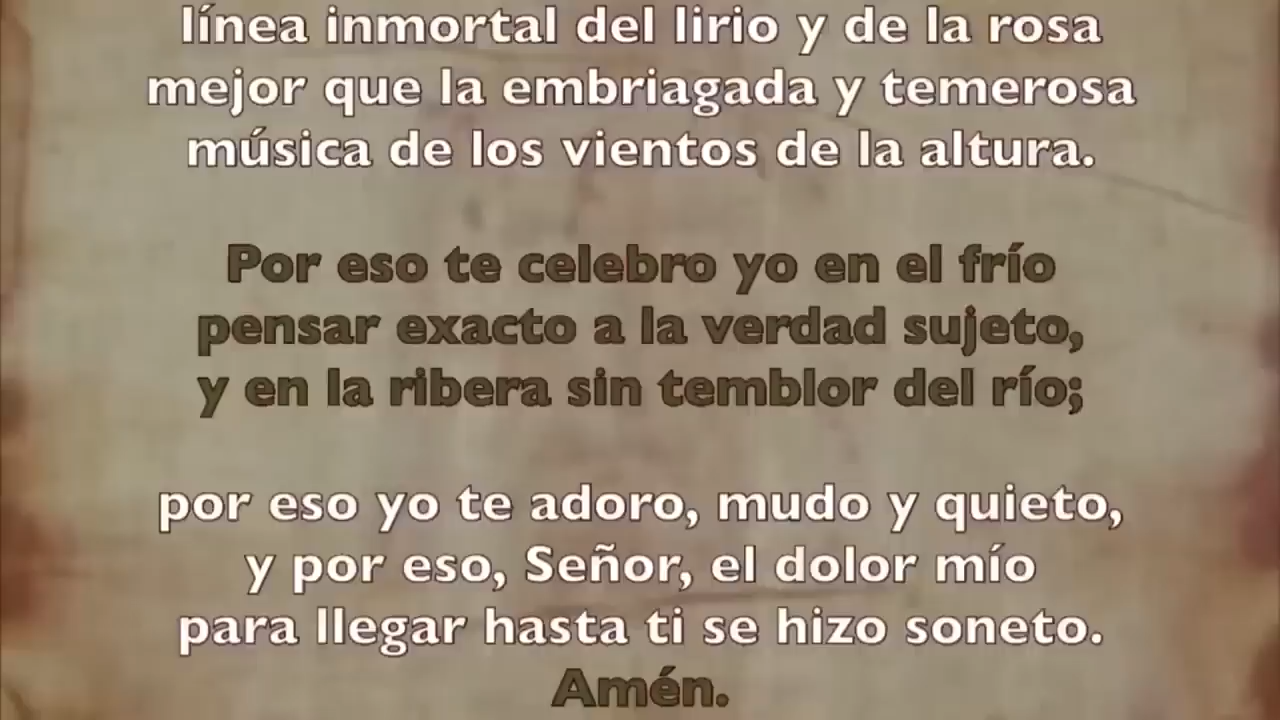 línea inmortal del lirio y de la rosa
mejor que la embriagada y temerosa
música de los vientos de la altura.
Por eso te celebro yo en el frío
pensar exacto a la verdad sujeto,
y en la ribera sin temblor del río;
por eso yo te adoro, mudo y quieto,
y por eso, Señor, el dolor mío
para llegar hasta ti se hizo soneto.
Amén.